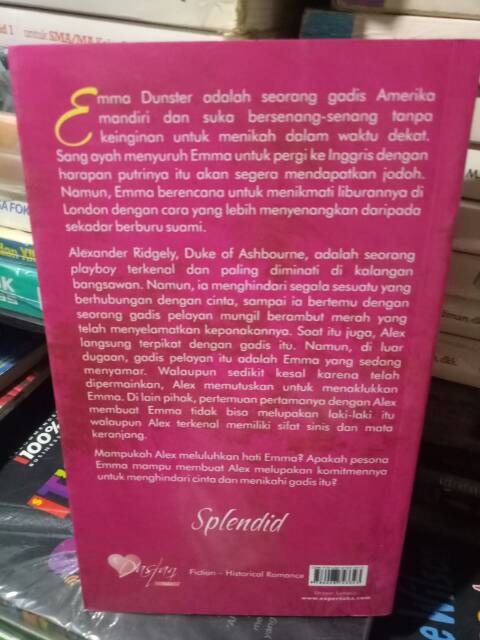 untuk SMA/MA
Emma Dunster adalah seorang gadis Amerika
mandiri dan suka bersenang-senang tanpa
keinginan untuk menikah dalam waktu dekat.
Sang ayah menyuruh Emma untuk pergi ke Inggris dengan
harapan putrinya itu akan segera mendapatkan jodoh.
Namun, Emma berencana untuk menikmati liburannya di
London dengan cara yang lebih menyenangkan daripada
sekadar berburu suami.
Alexander Ridgely, Duke of Ashbourne, adalah seorang
playboy terkenal dan paling diminati di kalangan
bangsawan. Namun, ia menghindari segala sesuatu yang
berhubungan dengan cinta, sampai ia bertemu dengan
seorang gadis pelayan mungil berambut merah yang
telah menyelamatkan keponakannya. Saat itu juga, Alex
langsung terpikat dengan gadis itu. Namun, di luar
dugaan, gadis pelayan itu adalah Emma yang sedang
menyamar. Walaupun sedikit kesal karena telah
dipermainkan, Alex memutuskan untuk menaklukkan
Emma. Di lain pihak, pertemuan pertamanya dengan Alex
membuat Emma tidak bisa melupakan laki-laki itu
walaupun Alex terkenal memiliki sifat sinis dan mata
keranjang.
Mampukah Alex meluluhkan hati Emma? Apakah pesona
Emma mampu membuat Alex melupakan komitmennya
untuk menghindari cinta dan menikahi gadis itu?
Splendid
Dastan
Fiction – Historical Romance
100%